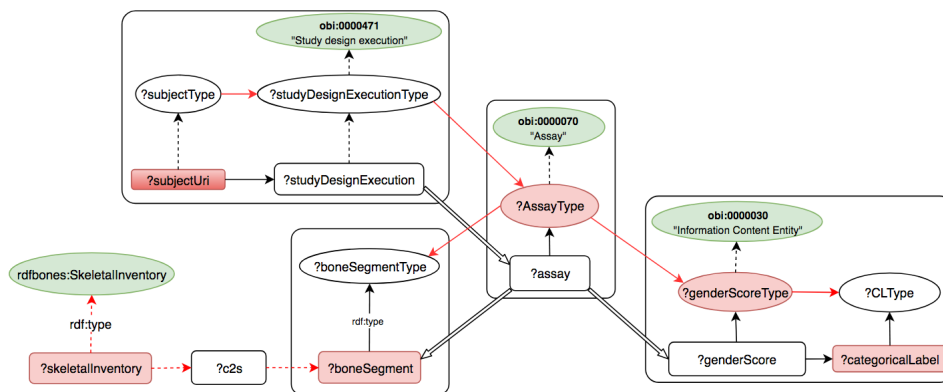 obi:0000471
"Study design execution"
?subjectType
?studyDesignExecutionType
?subjectUri
?studyDesignExecution
obi:0000070
"Assay"
?AssayType
?assay
obi:0000030
"Information Content Entity"
?genderScoreType
?CLType
?genderScore
?categoricalLabel
rdfbones:SkeletalInventory
rdf:type
?skeletalInventory
?c2s
?boneSegmentType
rdf:type
?boneSegment